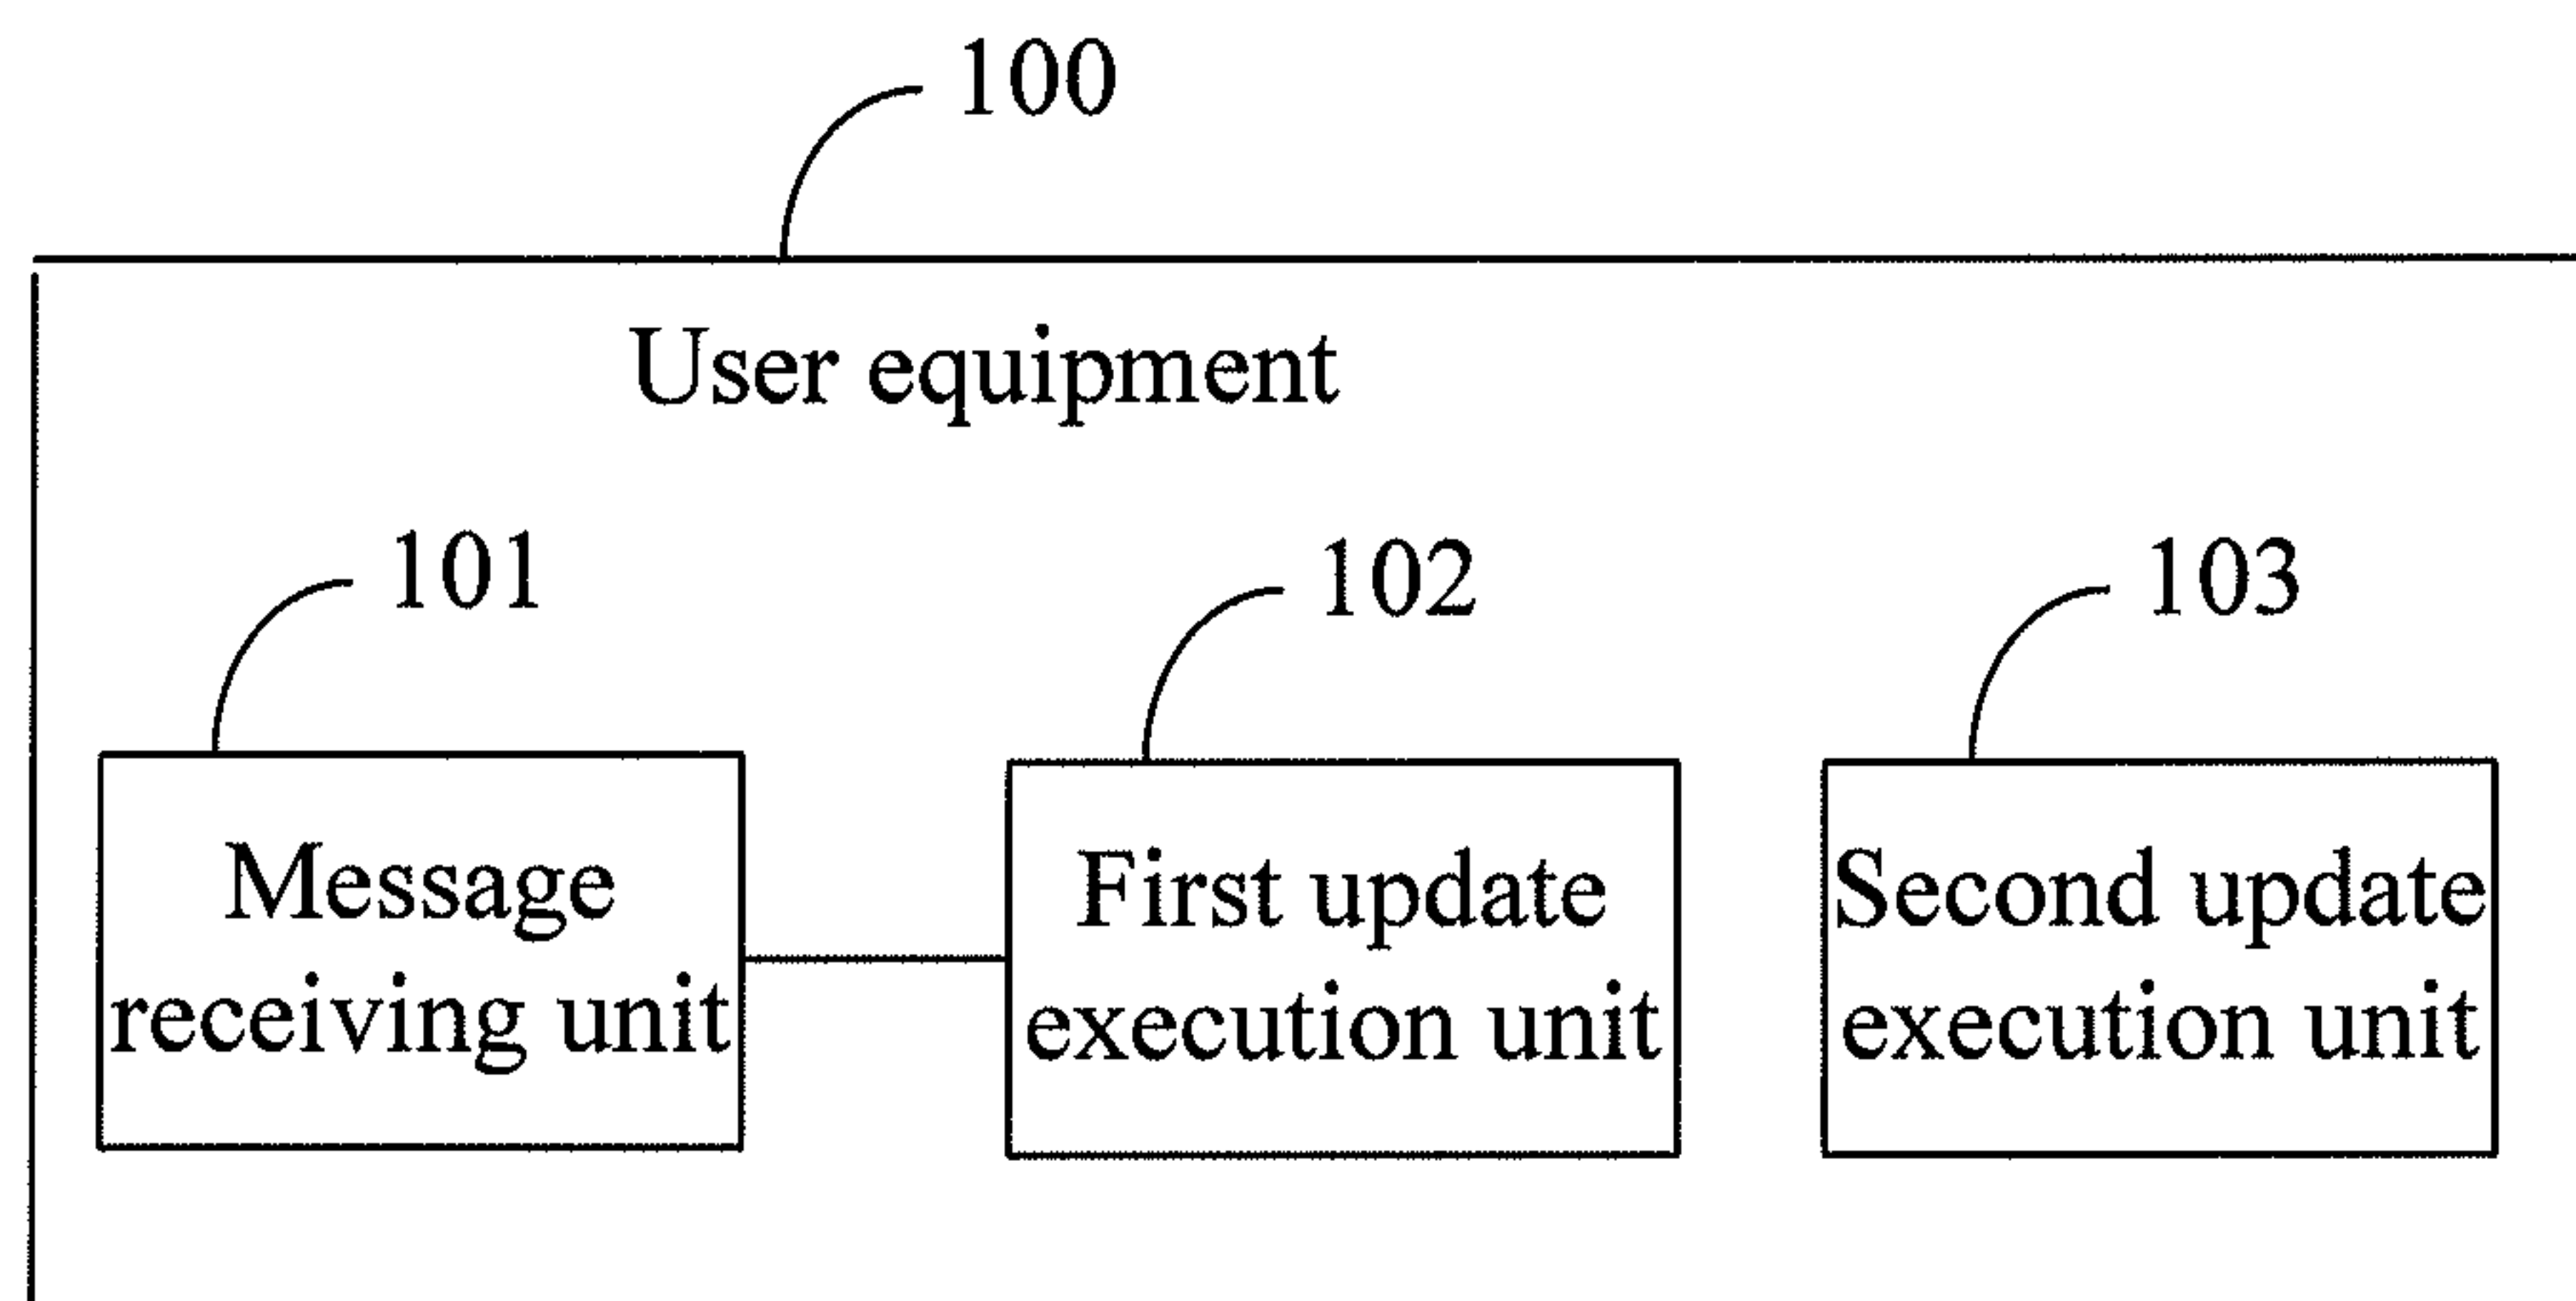 100
User equipment
101
102
103
Message
receiving unit
First update
execution unit
Second update
execution unit